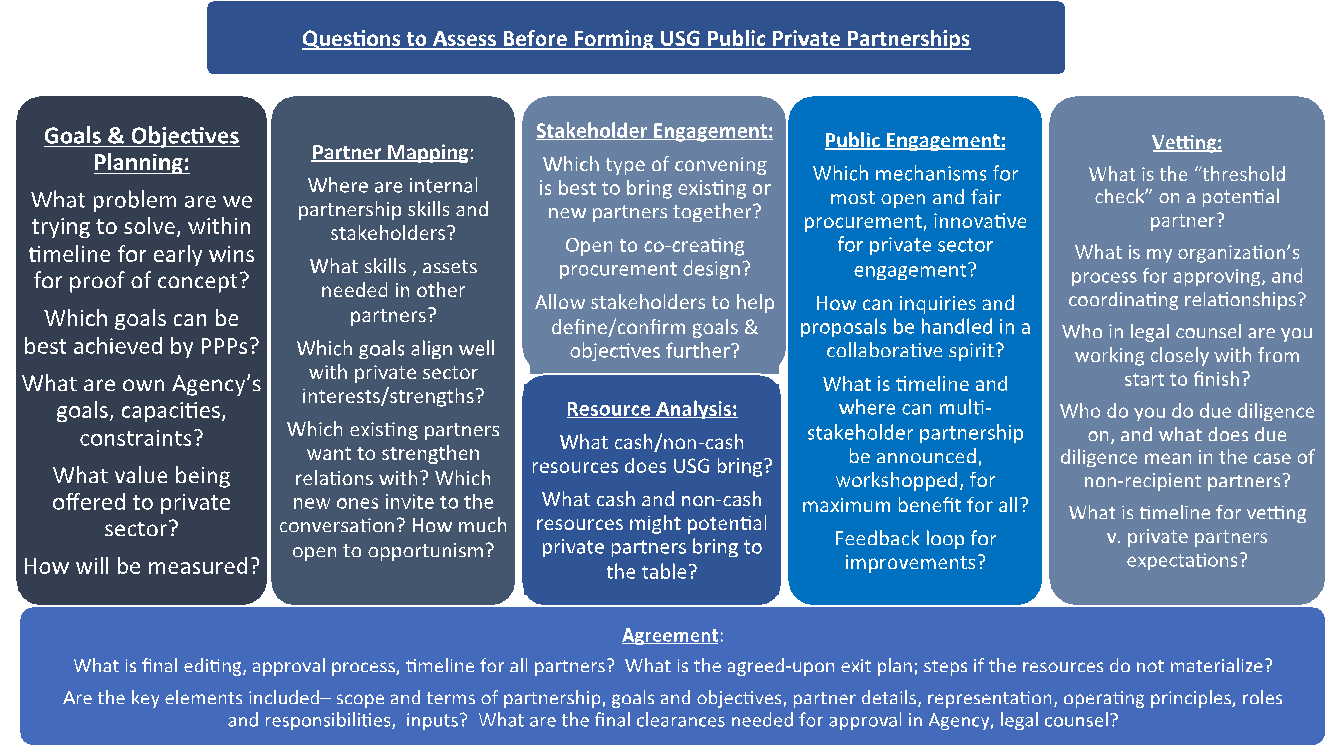 Questions to Assess Before Forming USG Public Private Partnerships
Goals & Objectives
Planning:
What problem are we
trying to solve, within
timeline for early wins
for proof of concept?
Which goals can be
best achieved by PPPs?
What are own Agency’s
goals, capacities,
constraints?
What value being
offered to private
sector?
How will be measured?
Partner Mapping:
Where are internal
partnership skills and
stakeholders?
What skills , assets
needed in other
partners?
Which goals align well
with private sector
interests/strengths?
Which existing partners
want to strengthen
relations with? Which
new ones invite to the
conversation? How much
open to opportunism?
Stakeholder Engagement:
Which type of convening
is best to bring existing or
new partners together?
Open to co-creating
procurement design?
Allow stakeholders to help
define/confirm goals &
objectives further?
Resource Analysis:
What cash/non-cash
resources does USG bring?
What cash and non-cash
resources might potential
private partners bring to
the table?
Public Engagement:
Which mechanisms for
most open and fair
procurement, innovative
for private sector
engagement?
How can inquiries and
proposals be handled in a
collaborative spirit?
What is timeline and
where can multi-
stakeholder partnership
be announced,
workshopped, for
maximum benefit for all?
Feedback loop for
improvements?
Vetting:
What is the “threshold
check” on a potential
partner?
What is my organization’s
process for approving, and
coordinating relationships?
Who in legal counsel are you
working closely with from
start to finish?
Who do you do due diligence
on, and what does due
diligence mean in the case of
non-recipient partners?
What is timeline for vetting
v. private partners
expectations?
Agreement:
What is final editing, approval process, timeline for all partners?  What is the agreed-upon exit plan; steps if the resources do not materialize?
Are the key elements included– scope and terms of partnership, goals and objectives, partner details, representation, operating principles, roles
and responsibilities,  inputs?  What are the final clearances needed for approval in Agency, legal counsel?